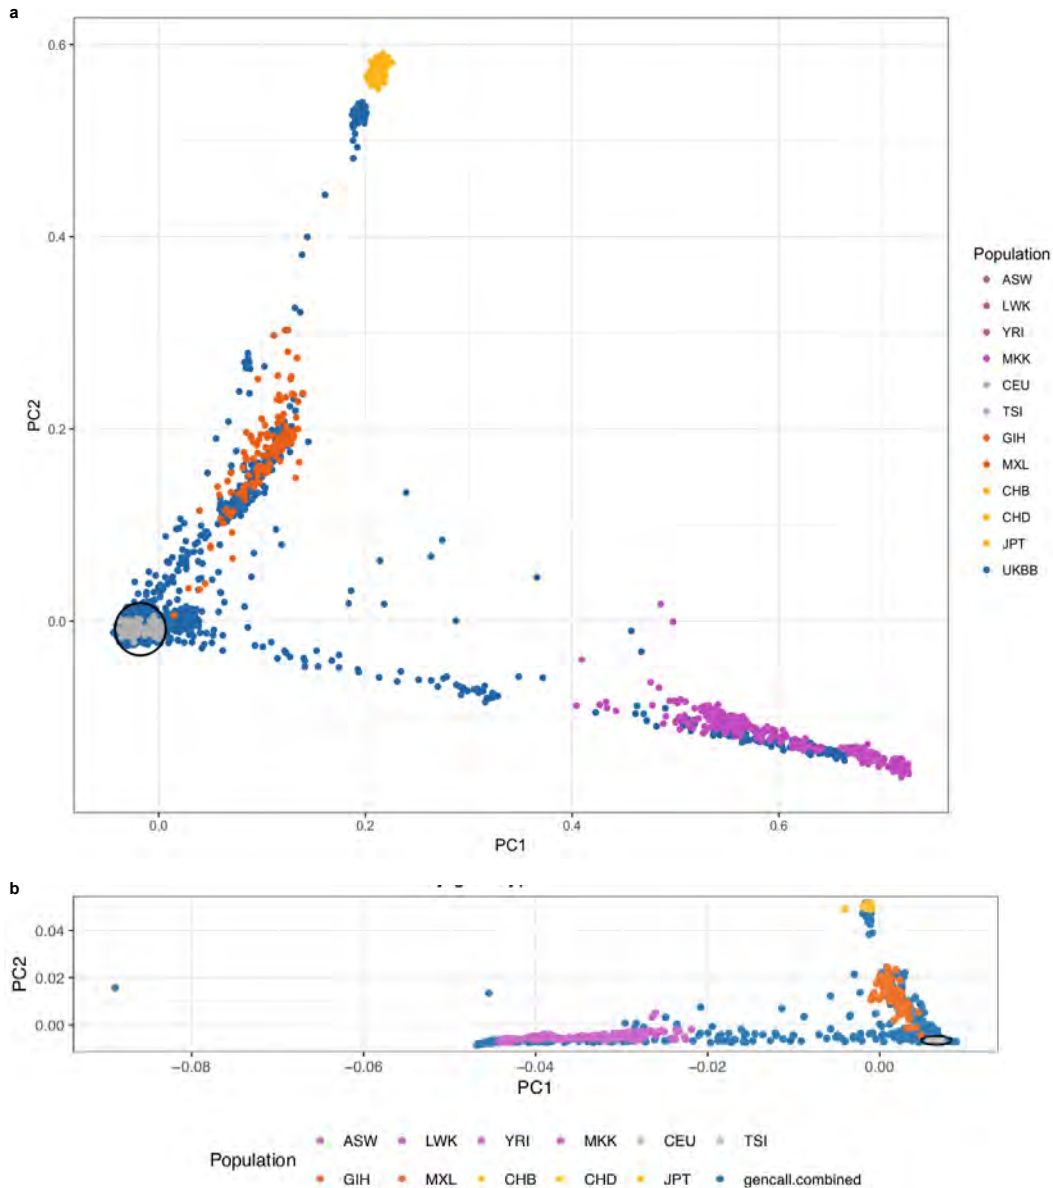 a
0.6
0.4
0.2
0.0
PC2
0.0 0.2 0.4 0.6
PC1
Population
ASW
LWK
YRI
MKK
CEU
TSI
GIH
MXL
CHB
CHD
JPT
UKBB
b
0.04
0.02
0.00
PC2
−0.08 −0.06 −0.04 −0.02 0.00
PC1
Population
ASW LWK YRI MKK CEU TSI
GIH MXL CHB CHD JPT gencall.combined